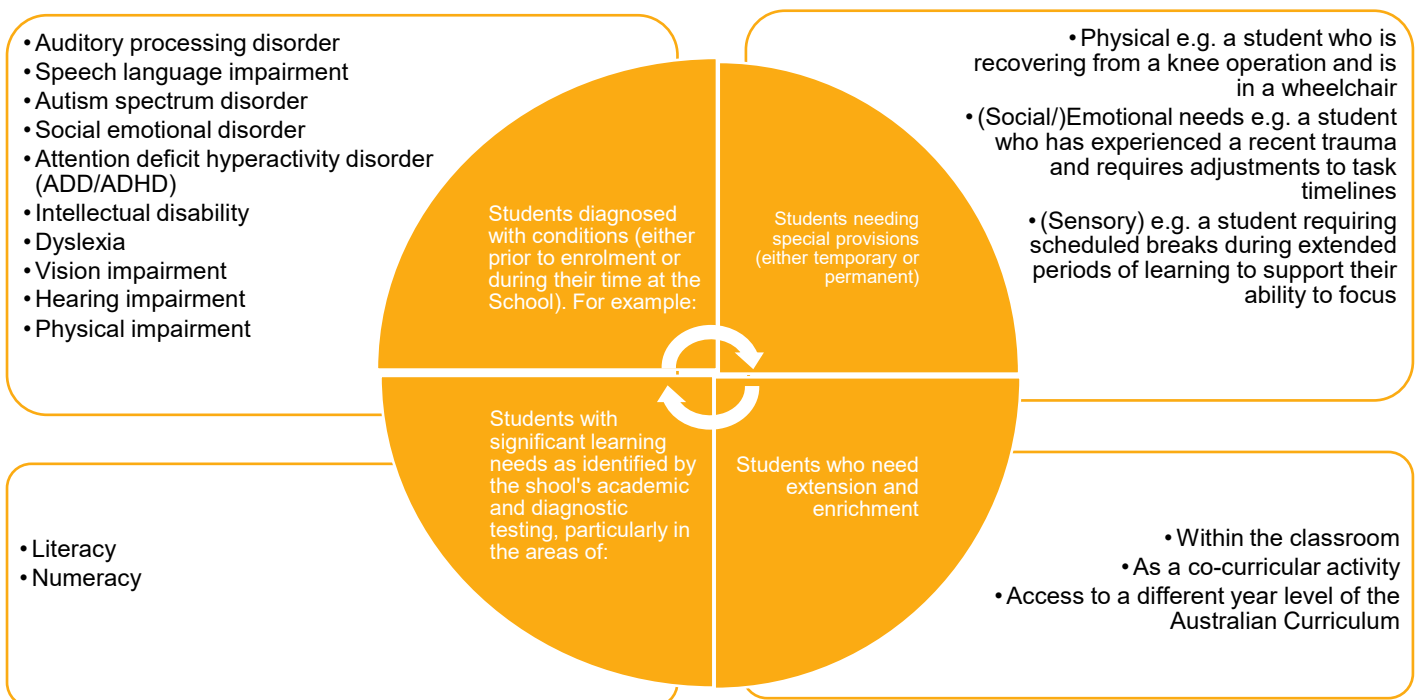 •Auditory processing disorder
•Speech language impairment
•Autism spectrum disorder
•Social emotional disorder
•Attention deficit hyperactivity disorder
(ADD/ADHD)
•Intellectual disability
•Dyslexia
•Vision impairment
•Hearing impairment
•Physical impairment
Students diagnosed
with conditions (either
prior to enrolment or
during their time at the
School). For example:
Students needing
special provisions
(either temporary or
permanent)
•Physical e.g. a student who is
recovering from a knee operation and is
in a wheelchair
•(Social/)Emotional needs e.g. a student
who has experienced a recent trauma
and requires adjustments to task
timelines
•(Sensory) e.g. a student requiring
scheduled breaks during extended
periods of learning to support their
ability to focus
•Literacy
•Numeracy
Students with
significant learning
needs as identified by
the shool's academic
and diagnostic
testing, particularly in
the areas of:
Students who need
extension and
enrichment
•Within the classroom
•As a co-curricular activity
•Access to a different year level of the
Australian Curriculum